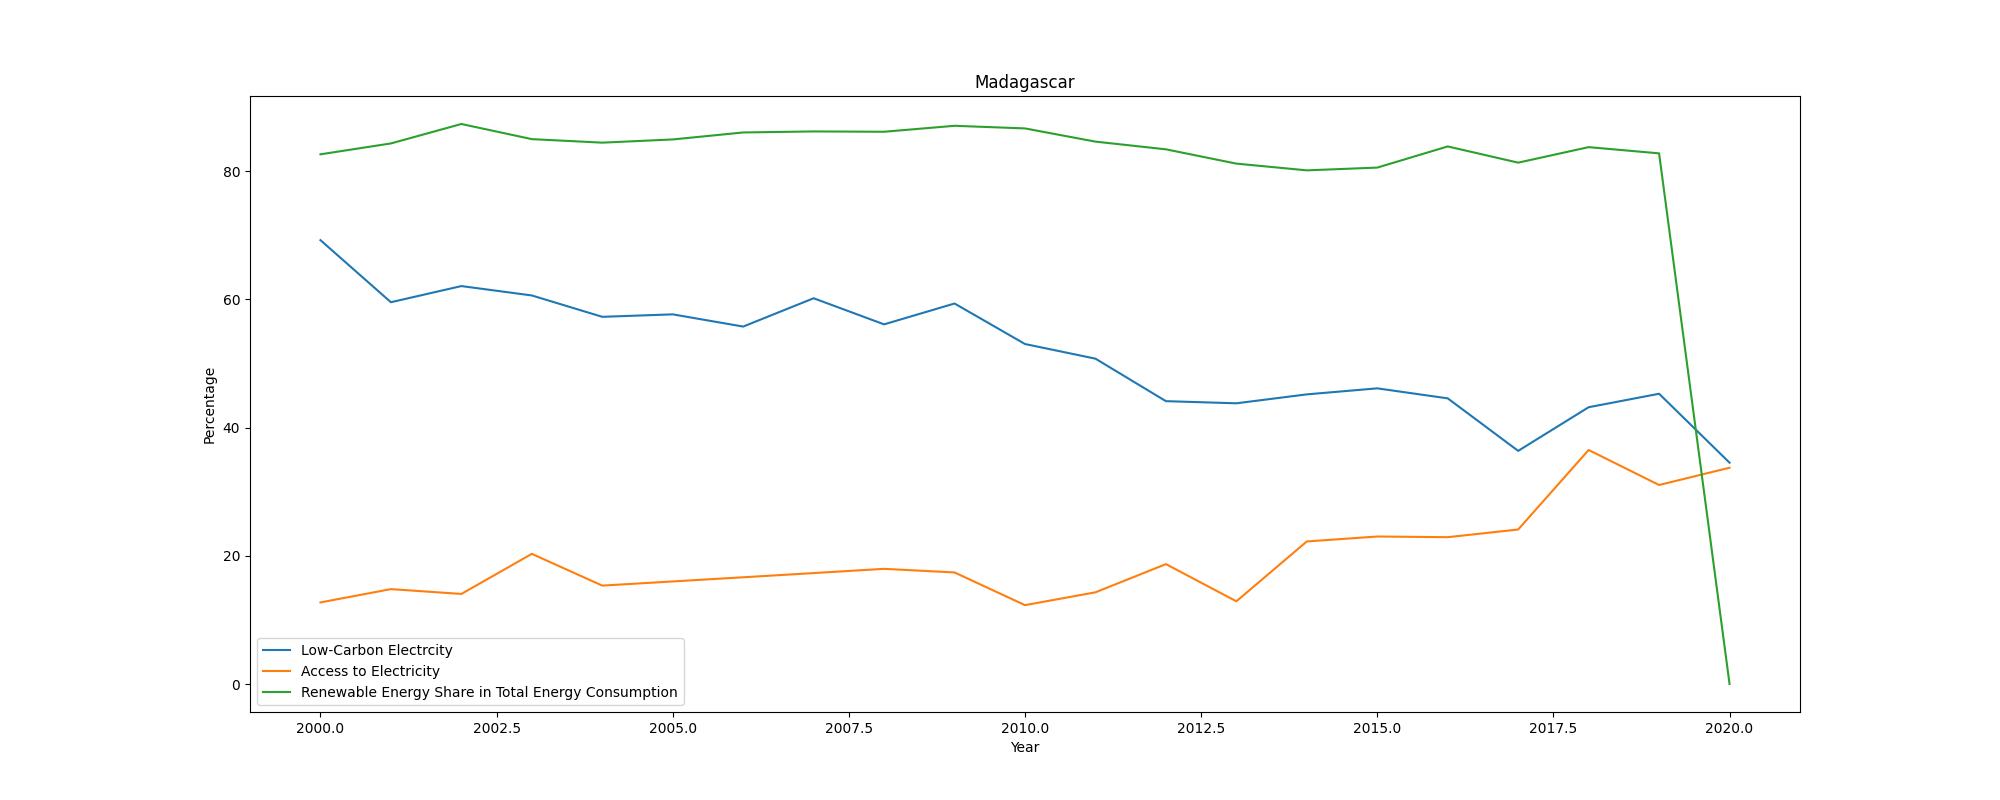 Madagascar
Percentage
80
60
40
20
0
Low-Carbon Electrcity
Access to Electricity
Renewable Energy Share in Total Energy Consumption
2000.0 2002.5 2005.0 2007.5 2010.0 2012.5 2015.0 2017.5 2020.0
Year